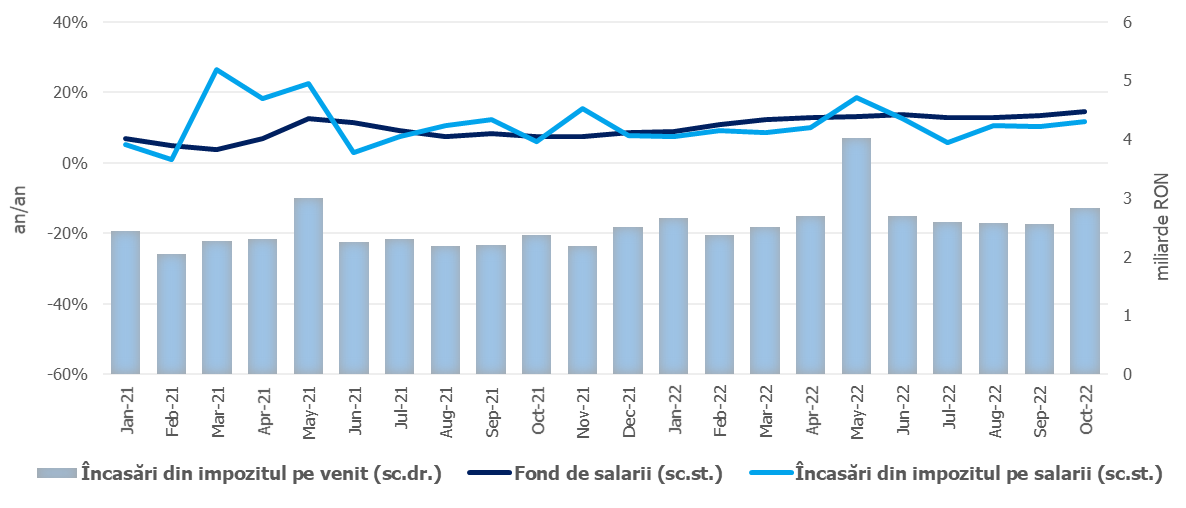 40%
20%
0%
-20%
-40%
-60%
an/an
6
5
4
3
2
1
0
miliarde RON
Jan-21
Feb-21
Mar-21
Apr-21
May-21
Jun-21
Jul-21
Aug-21
Sep-21
Oct-21
Nov-21
Dec-21
Jan-22
Feb-22
Mar-22
Apr-22
May-22
Jun-22
Jul-22
Aug-22
Sep-22
Oct-22
Încasări din impozitul pe venit (sc.dr.)
Fond de salarii (sc.st.)
Încasări din impozitul pe salarii (sc.st.)